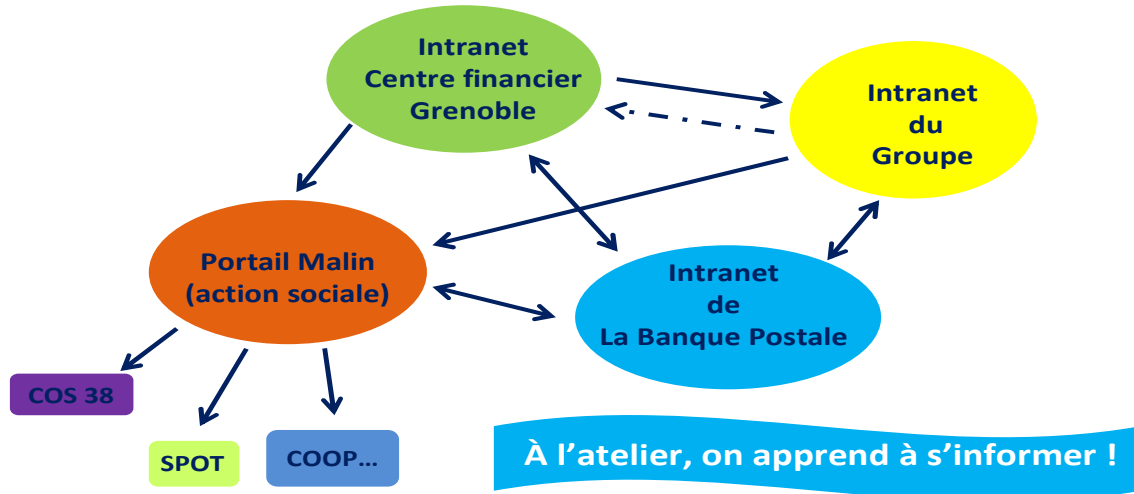 Intranet
Centre financier
Grenoble
Intranet
du
Groupe
Portail Malin
(action sociale)
Intranet
de
La Banque Postale
COS 38
SPOT
COOP...
À l’atelier, on apprend à s’informer !